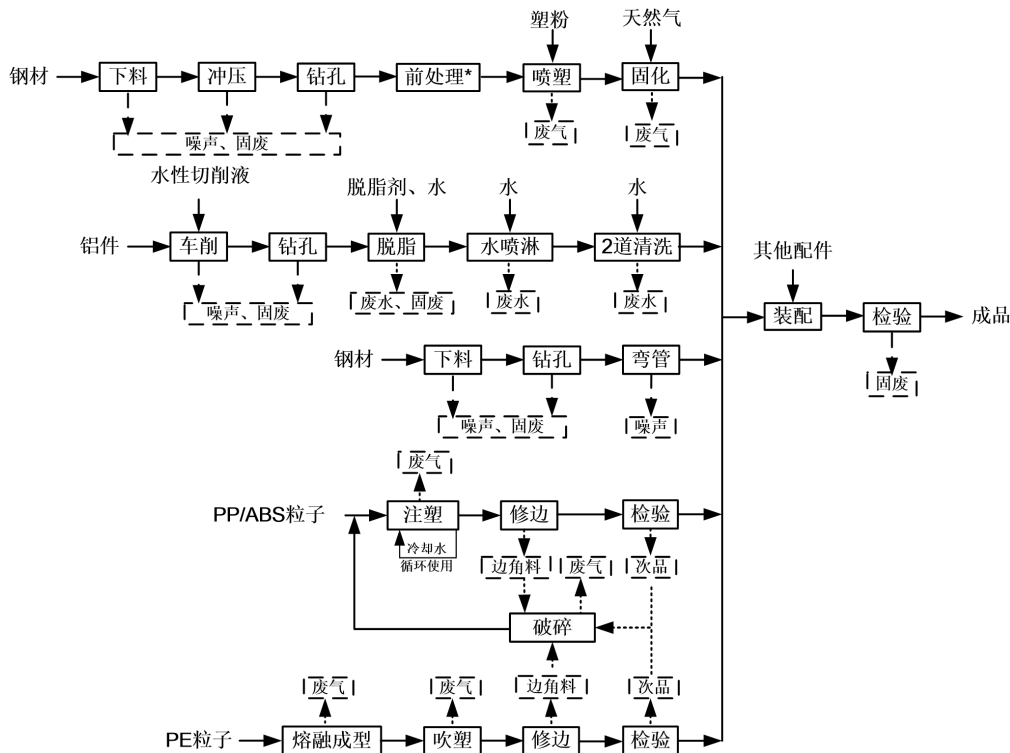 塑粉
天然气
钢材
下料
冲压
钻孔
前处理*
喷塑
固化
噪声、固废
废气
废气
水性切削液
脱脂剂、水
水
水
铝件
车削
钻孔
脱脂
水喷淋
2道清洗
噪声、固废
废水、固废
废水
废水
其他配件
装配
检验
成品
固废
钢材
下料
钻孔
弯管
噪声、固废
噪声
废气
PP/ABS粒子
注塑
修边
检验
冷却水
循环使用
边角料
废气
次品
破碎
废气
废气
边角料
次品
PE粒子
熔融成型
吹塑
修边
检验